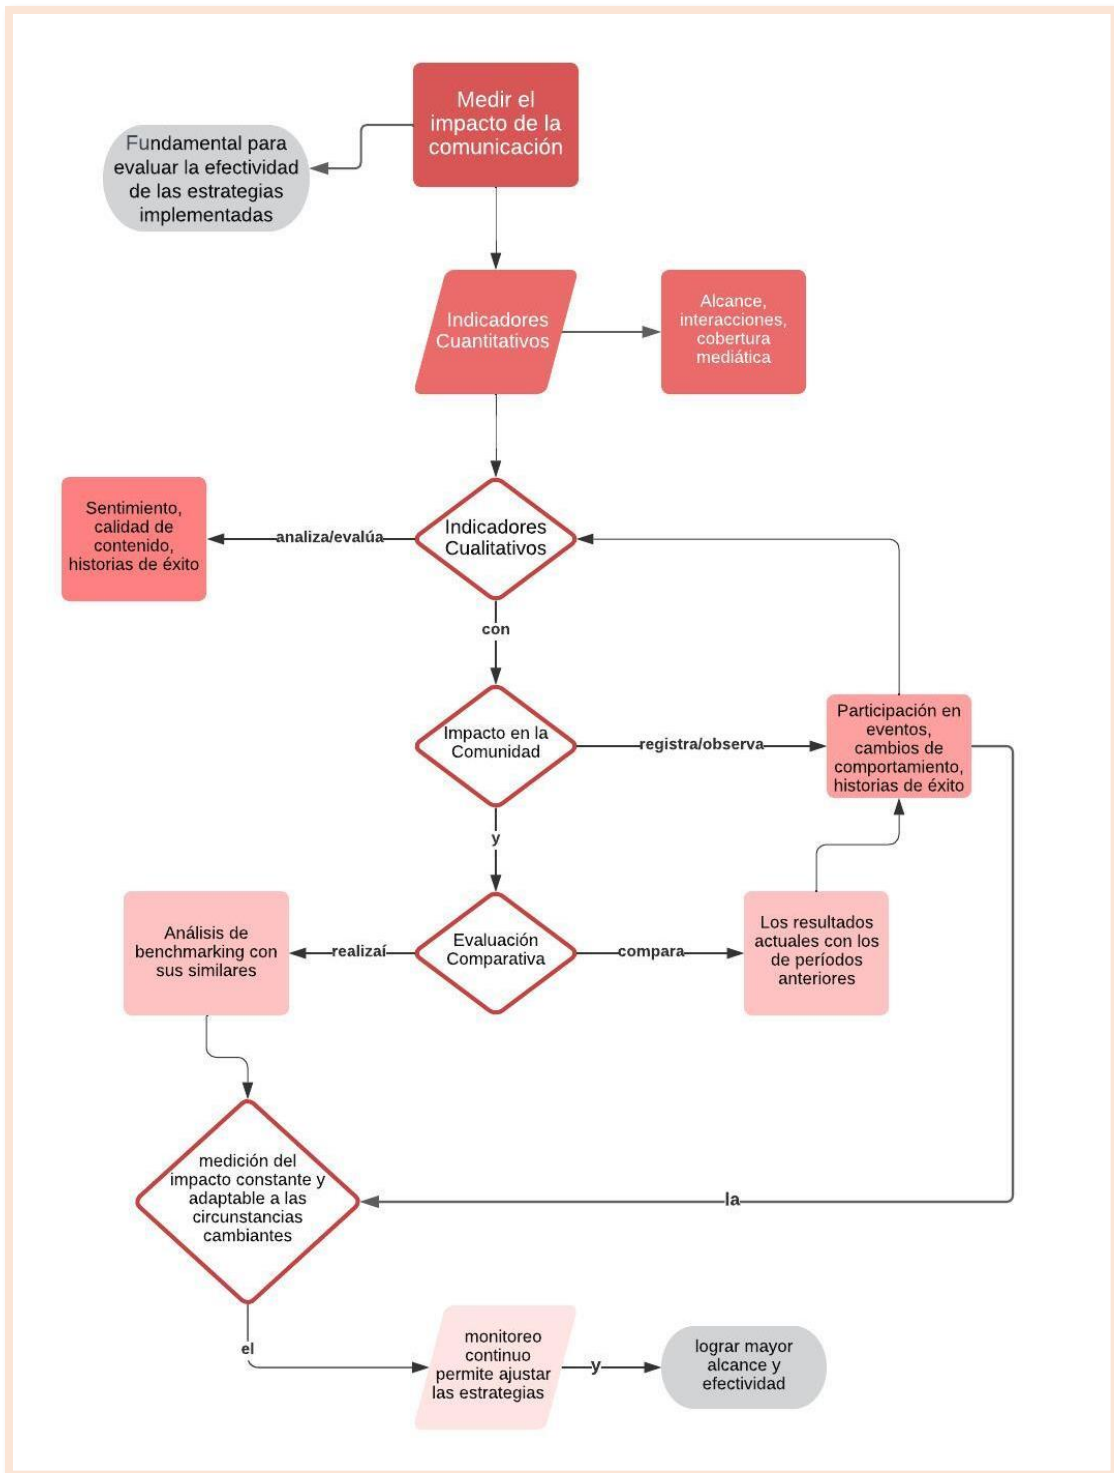 Medir el
impacto de la
comunicación
Fundamental para
evaluar la efectividad
de las estrategias
implementadas
Indicadores
Cuantitativos
Alcance,
interacciones,
cobertura
mediática
Sentimiento,
calidad de
contenido,
historias de éxito
analiza/evalúa
Indicadores
Cualitativos
con
Impacto en la
Comunidad
registra/observa
Participación en
eventos,
cambios de
comportamiento,
historias de éxito
y
Análisis de
benchmarking con
sus similares
realizaí
Evaluación
Comparativa
compara
Los resultados
actuales con los
de períodos
anteriores
medición del
impacto constante y
adaptable a las
circunstancias
cambiantes
la
el
monitoreo
continuo
permite ajustar
las estrategias
y
lograr mayor
alcance y
efectividad